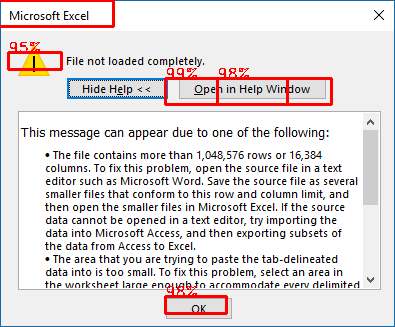 Microsoft Excel
95%
File not loaded completely.
99% 98%
Hide Help << Open in Help Window
This message can appear due to one of the following:
• The file contains more than 1,048,576 rows or 16,384
columns. To fix this problem, open the source file in a text
editor such as Microsoft Word. Save the source file as several
smaller files that conform to this row and column limit, and
then open the smaller files in Microsoft Excel. If the source
data cannot be opened in a text editor, try importing the
data into Microsoft Access, and then exporting subsets of
the data from Access to Excel.
• The area that you are trying to paste the tab-delineated
data into is too small. To fix this problem, select an area in
the worksheet large enough to accommodate every delimited
98%
OK